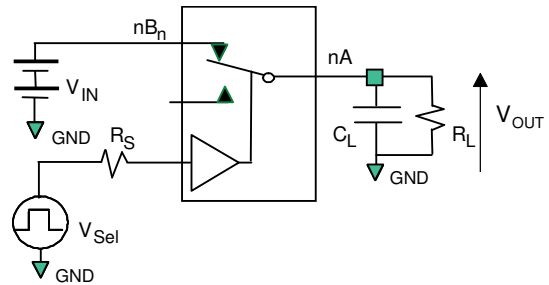 nBn
nA
VIN
GND
RS
CL
RL
VOUT
GND
VSel
GND